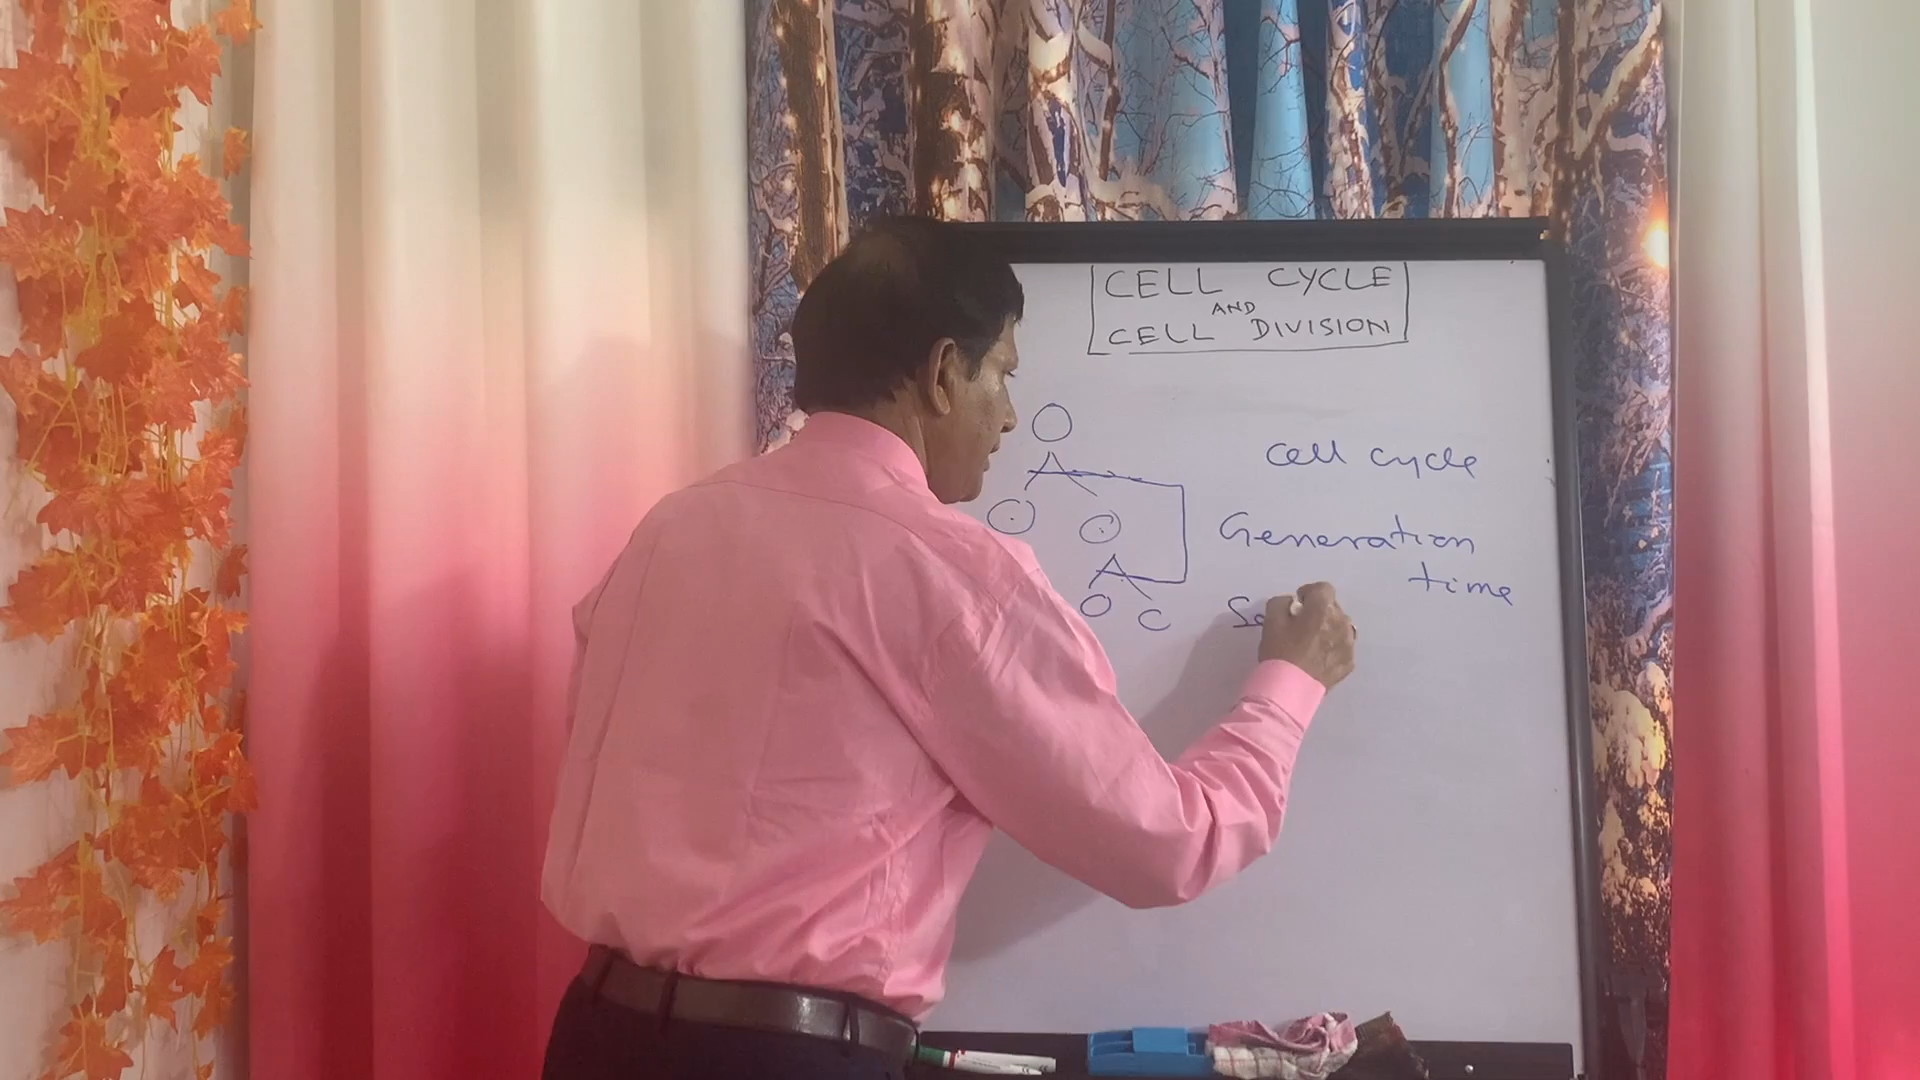 CELL CYCLE
AND
CELL DIVISION
cell cycle
Generation
time